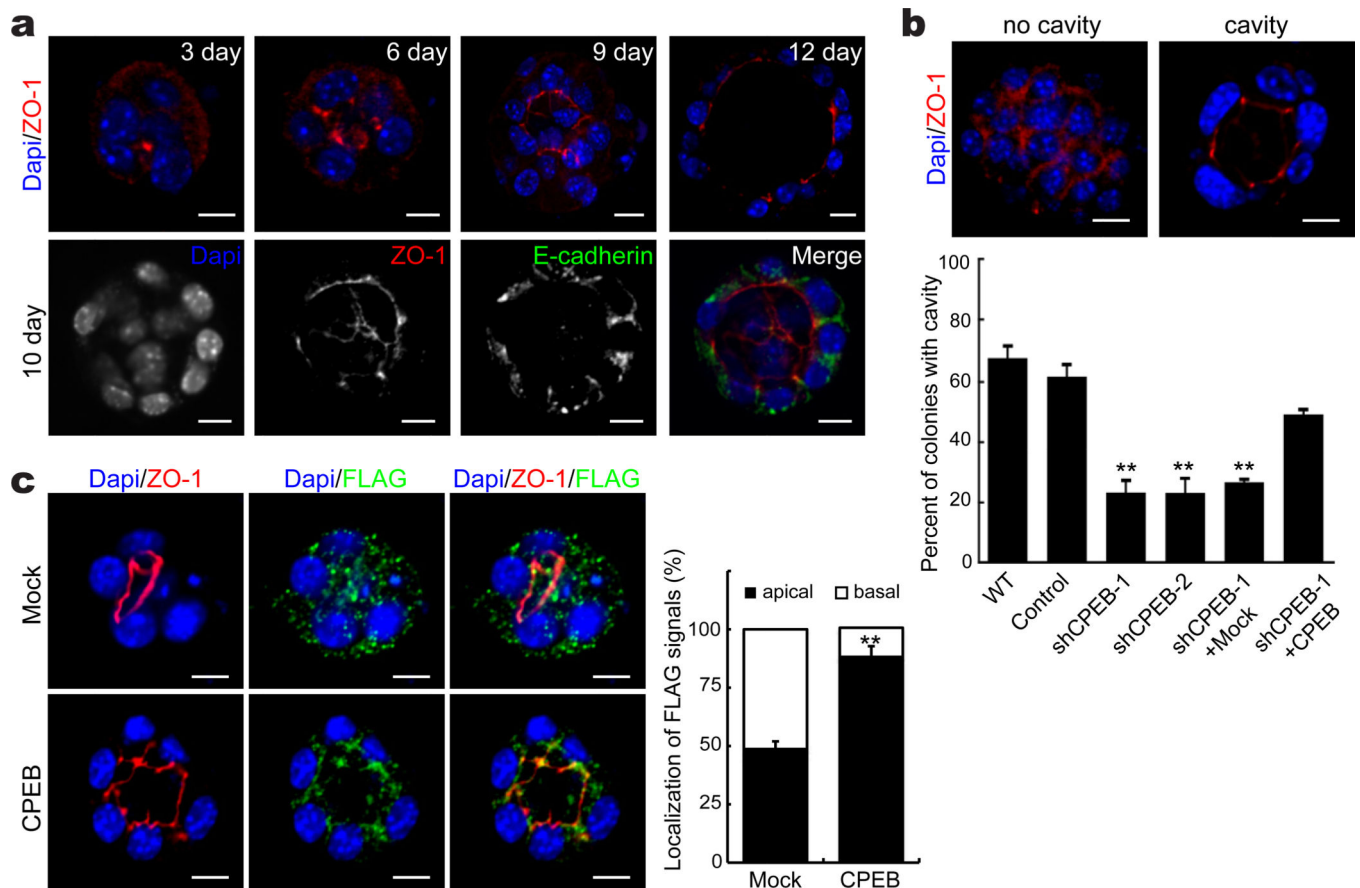 a
3 day
6 day
9 day
12 day
Dapi/ZO-1
10 day
Dapi
ZO-1
E-cadherin
Merge
b
no cavity
cavity
Dapi/ZO-1
Percent of colonies with cavity
100
80
60
40
20
0
**
**
**
WT
Control
shCPEB-1
shCPEB-2
shCPEB-1
+Mock
shCPEB-1
+CPEB
c
Dapi/ZO-1
Dapi/FLAG
Dapi/ZO-1/FLAG
Mock
CPEB
Localization of FLAG signals (%)
apical
basal
100
75
50
25
0
**
Mock
CPEB